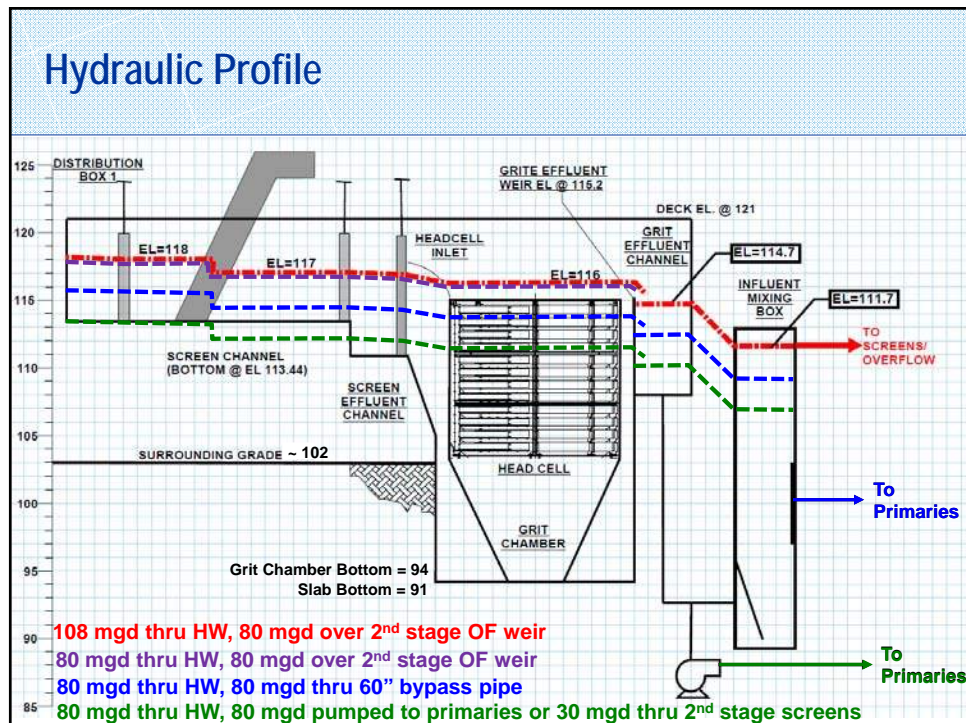 Hydraulic Profile
125
120
115
110
105
100
95
90
85
DISTRIBUTION
BOX 1
GRITE EFFLUENT
WEIR EL @ 115.2
DECK EL. @ 121
GRIT
EFFLUENT
CHANNEL
EL=114.7
HEADCELL
INLET
EL=118
EL=117
EL=116
INFLUENT
MIXING
BOX
EL=111.7
TO
SCREENS/
OVERFLOW
SCREEN CHANNEL
(BOTTOM @ EL 113.44)
SCREEN
EFFLUENT
CHANNEL
SURROUNDING GRADE ~ 102
HEAD CELL
To
Primaries
GRIT
CHAMBER
Grit Chamber Bottom = 94
Slab Bottom = 91
108 mgd thru HW, 80 mgd over 2nd stage OF weir
80 mgd thru HW, 80 mgd over 2nd stage OF weir
80 mgd thru HW, 80 mgd thru 60” bypass pipe
80 mgd thru HW, 80 mgd pumped to primaries or 30 mgd thru 2nd stage screens
To
Primaries